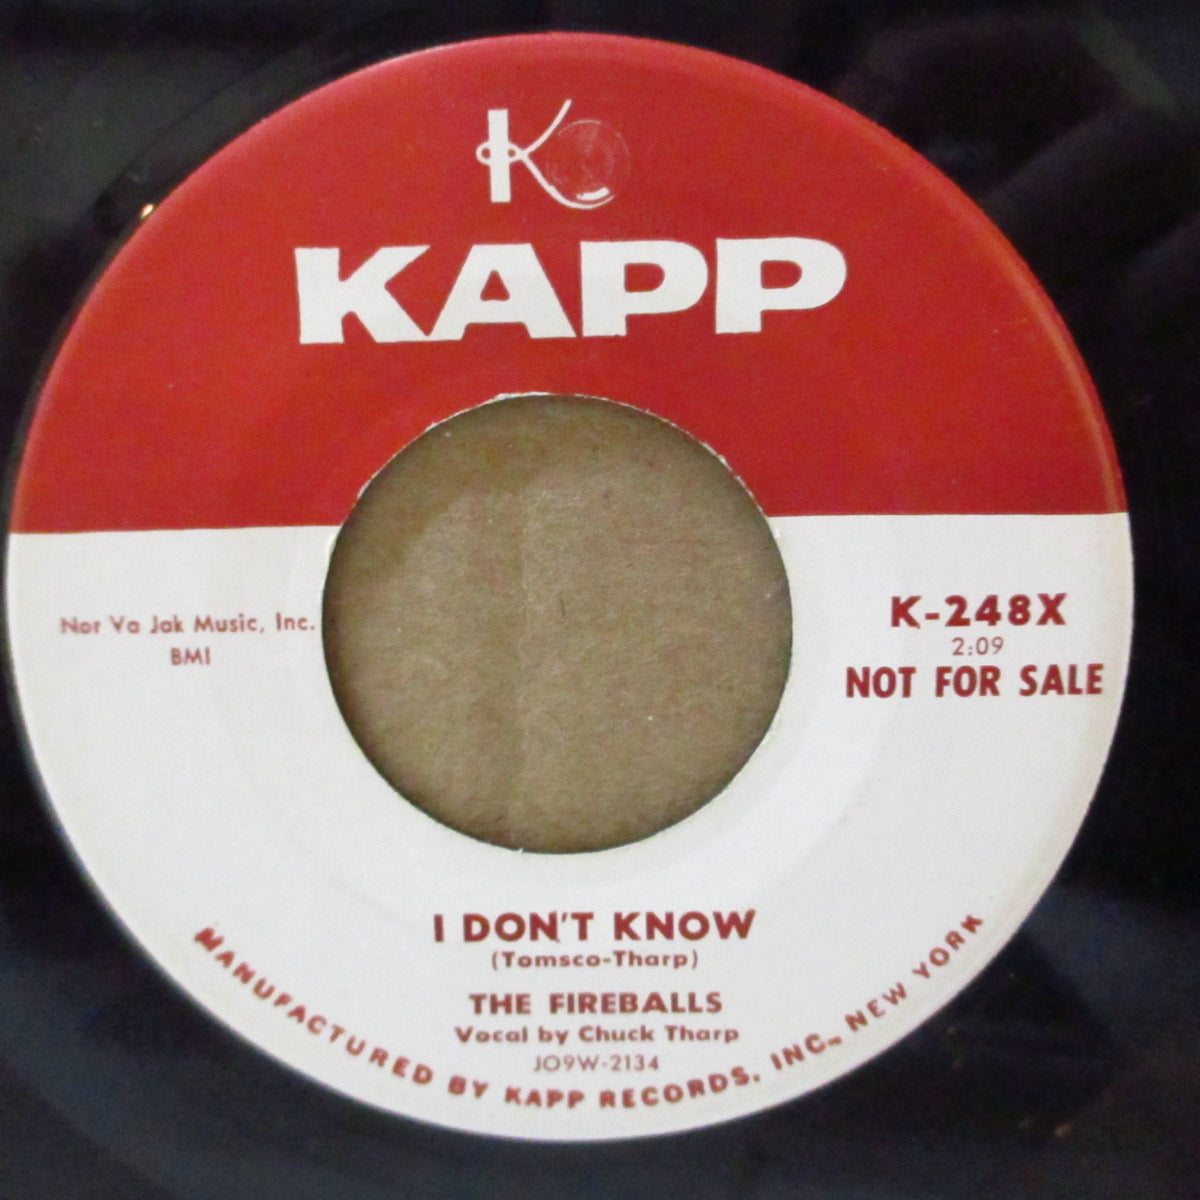 K
KAPP
Nor Va Jak Music, Inc.
BMI
K-248X
2:09
NOT FOR SALE
I DON'T KNOW
(Tomsco-Tharp)
THE FIREBALLS
Vocal by Chuck Tharp
JO9W-2134
MANUFACTURED BY KAPP RECORDS, INC., NEW YORK